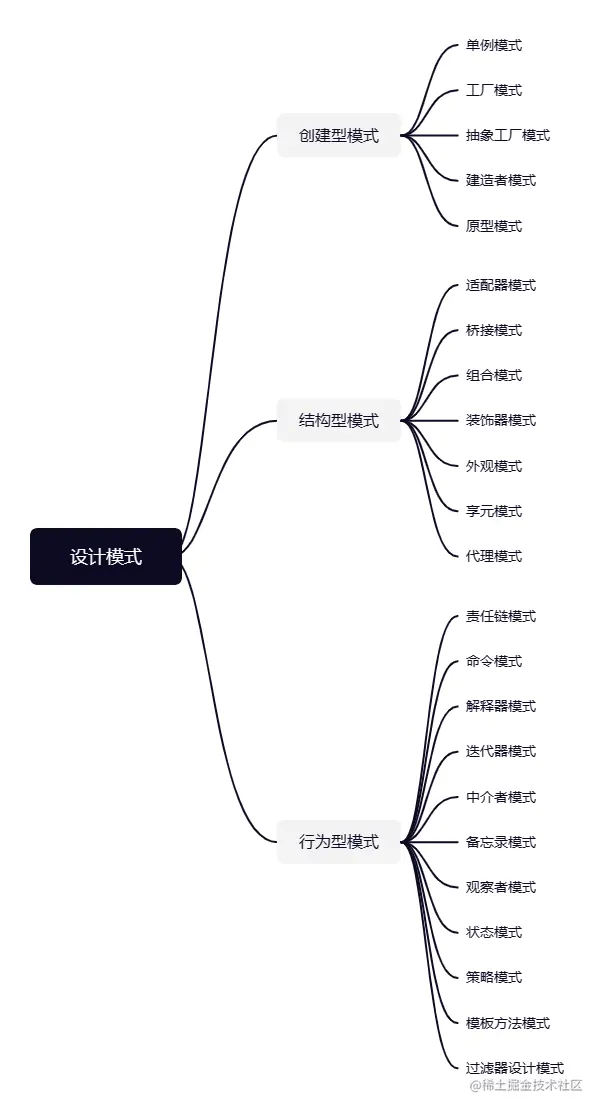 设计模式
创建型模式
单例模式
工厂模式
抽象工厂模式
建造者模式
原型模式
结构型模式
适配器模式
桥接模式
组合模式
装饰器模式
外观模式
享元模式
代理模式
行为型模式
责任链模式
命令模式
解释器模式
迭代器模式
中介者模式
备忘录模式
观察者模式
状态模式
策略模式
模板方法模式
过滤器设计模式
@稀土掘金技术社区